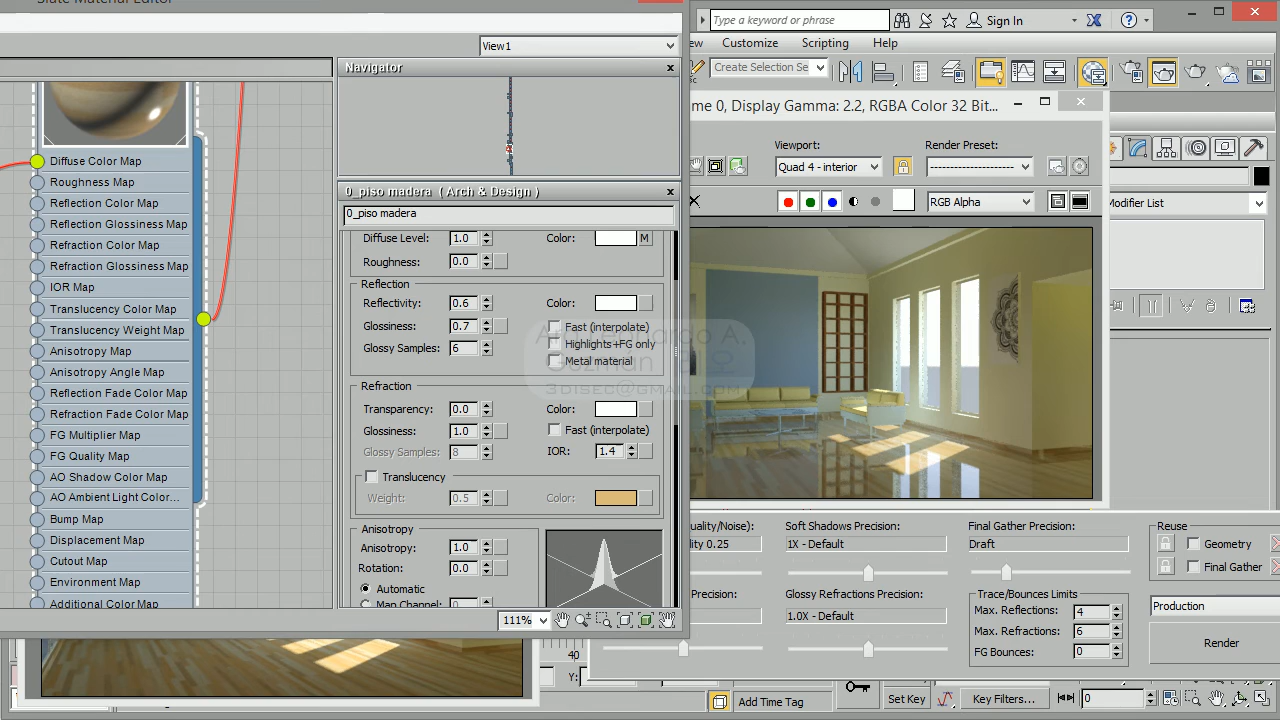 Slate Material Editor
Type a keyword or phrase
Sign In
View1
Customize
Scripting
Help
Create Selection Se
Navigator
me 0, Display Gamma: 2.2, RGBA Color 32 Bit...
Viewport:
Render Preset:
Quad 4 - interior
RGB Alpha
Modifier List
0_piso madera ( Arch & Design )
0_piso madera
Diffuse Color Map
Roughness Map
Reflection Color Map
Reflection Glossiness Map
Refraction Color Map
Refraction Glossiness Map
IOR Map
Translucency Color Map
Translucency Weight Map
Anisotropy Map
Anisotropy Angle Map
Reflection Fade Color Map
Refraction Fade Color Map
FG Multiplier Map
FG Quality Map
AO Shadow Color Map
AO Ambient Light Color...
Bump Map
Displacement Map
Cutout Map
Environment Map
Additional Color Map
Diffuse Level: 1.0 Color: M
Roughness: 0.0
Reflection
Reflectivity: 0.6 Color:
Glossiness: 0.7 Fast (interpolate)
Highlights+FG only
Glossy Samples: 6
Metal material
Refraction
Transparency: 0.0 Color:
Glossiness: 1.0 Fast (interpolate)
Glossy Samples: 8 IOR: 1.4
Translucency
Weight: 0.5 Color:
Anisotropy
Anisotropy: 1.0
Rotation: 0.0
Automatic
Map Channel: 0
111%
3DISEC@GMAIL.COM
uality/Noise):
lity 0.25
Soft Shadows Precision:
1X - Default
Final Gather Precision:
Draft
Reuse
Geometry
Final Gather
Precision:
Glossy Refractions Precision:
1.0X - Default
Trace/Bounces Limits
Max. Reflections: 4
Max. Refractions: 6
FG Bounces: 0
Production
Render
40
Y:
Add Time Tag
Set Key
Key Filters...
0